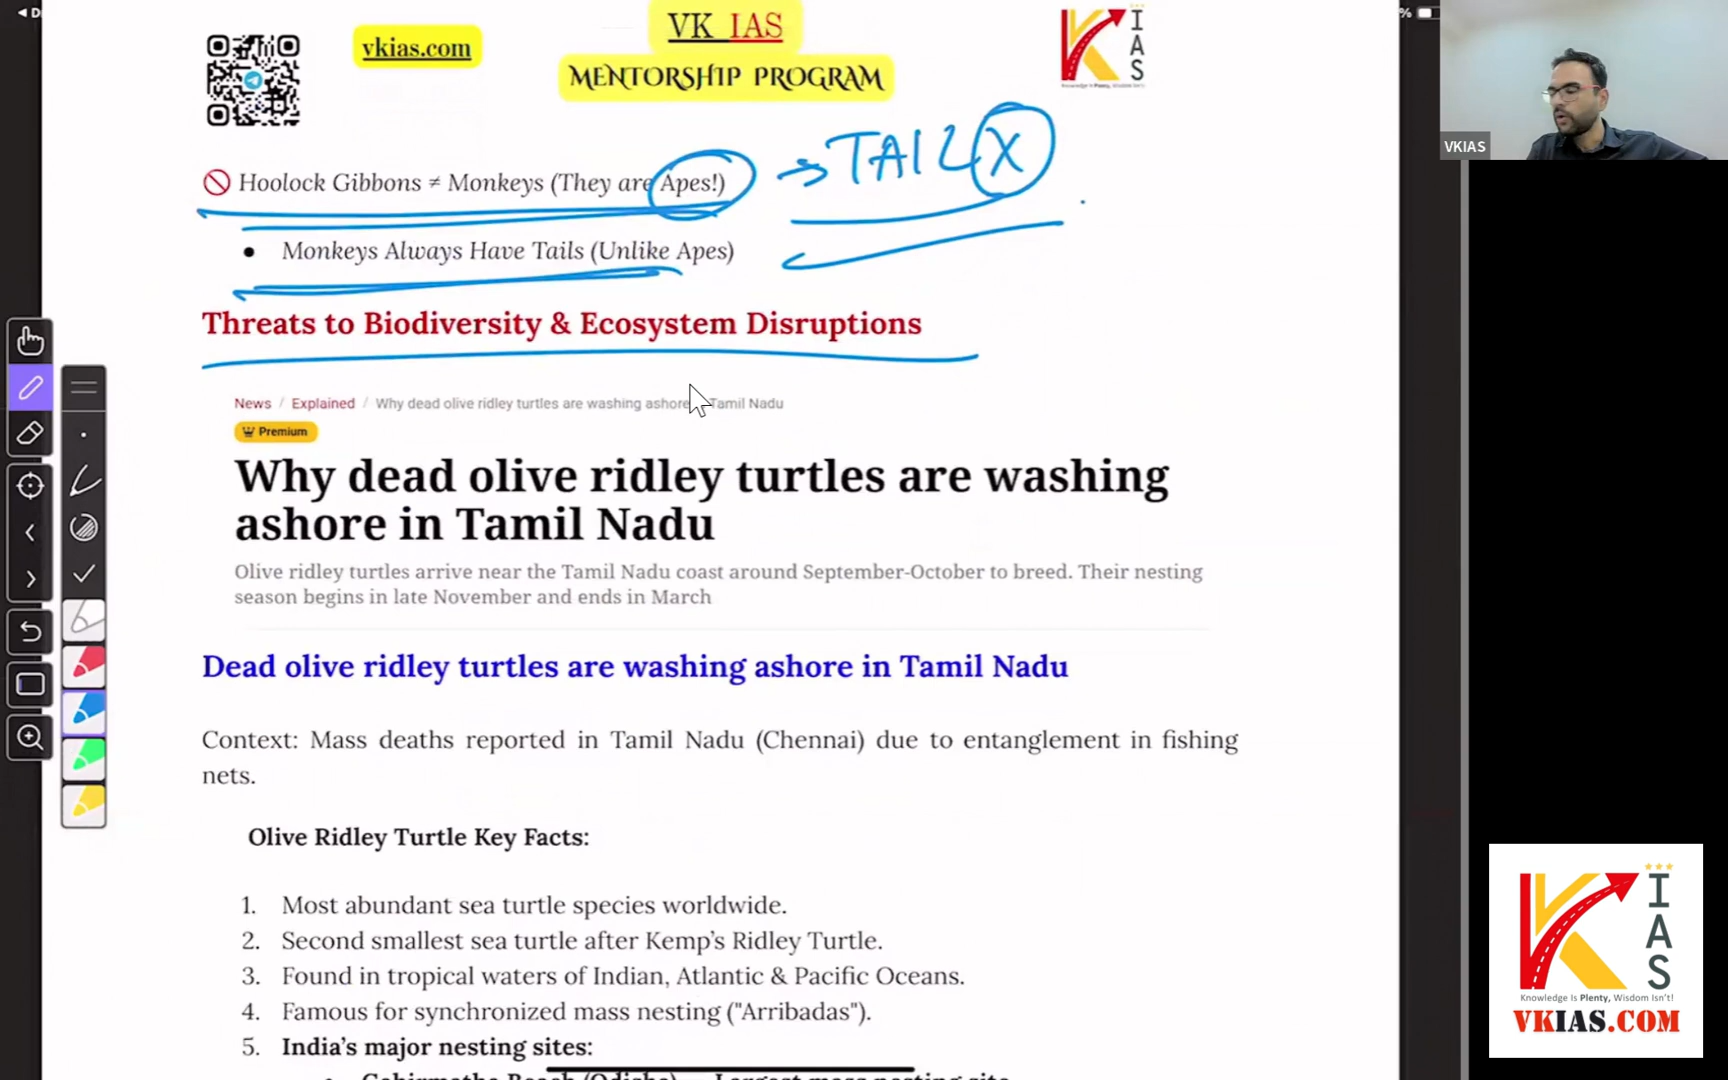 ◀ D
%
vkias.com
VK IAS
MENTORSHIP PROGRAM
K IAS
Knowledge Is Plenty, Wisdom Isn't!
VKIAS
🚫 Hoolock Gibbons ≠ Monkeys (They are Apes!) → TAIL X
• Monkeys Always Have Tails (Unlike Apes)
Threats to Biodiversity & Ecosystem Disruptions
News / Explained / Why dead olive ridley turtles are washing ashore Tamil Nadu
Premium
Why dead olive ridley turtles are washing
ashore in Tamil Nadu
Olive ridley turtles arrive near the Tamil Nadu coast around September-October to breed. Their nesting
season begins in late November and ends in March
Dead olive ridley turtles are washing ashore in Tamil Nadu
Context: Mass deaths reported in Tamil Nadu (Chennai) due to entanglement in fishing
nets.
Olive Ridley Turtle Key Facts:
1. Most abundant sea turtle species worldwide.
2. Second smallest sea turtle after Kemp's Ridley Turtle.
3. Found in tropical waters of Indian, Atlantic & Pacific Oceans.
4. Famous for synchronized mass nesting ("Arribadas").
5. India's major nesting sites:
K IAS
Knowledge Is Plenty, Wisdom Isn't!
VKIAS.COM